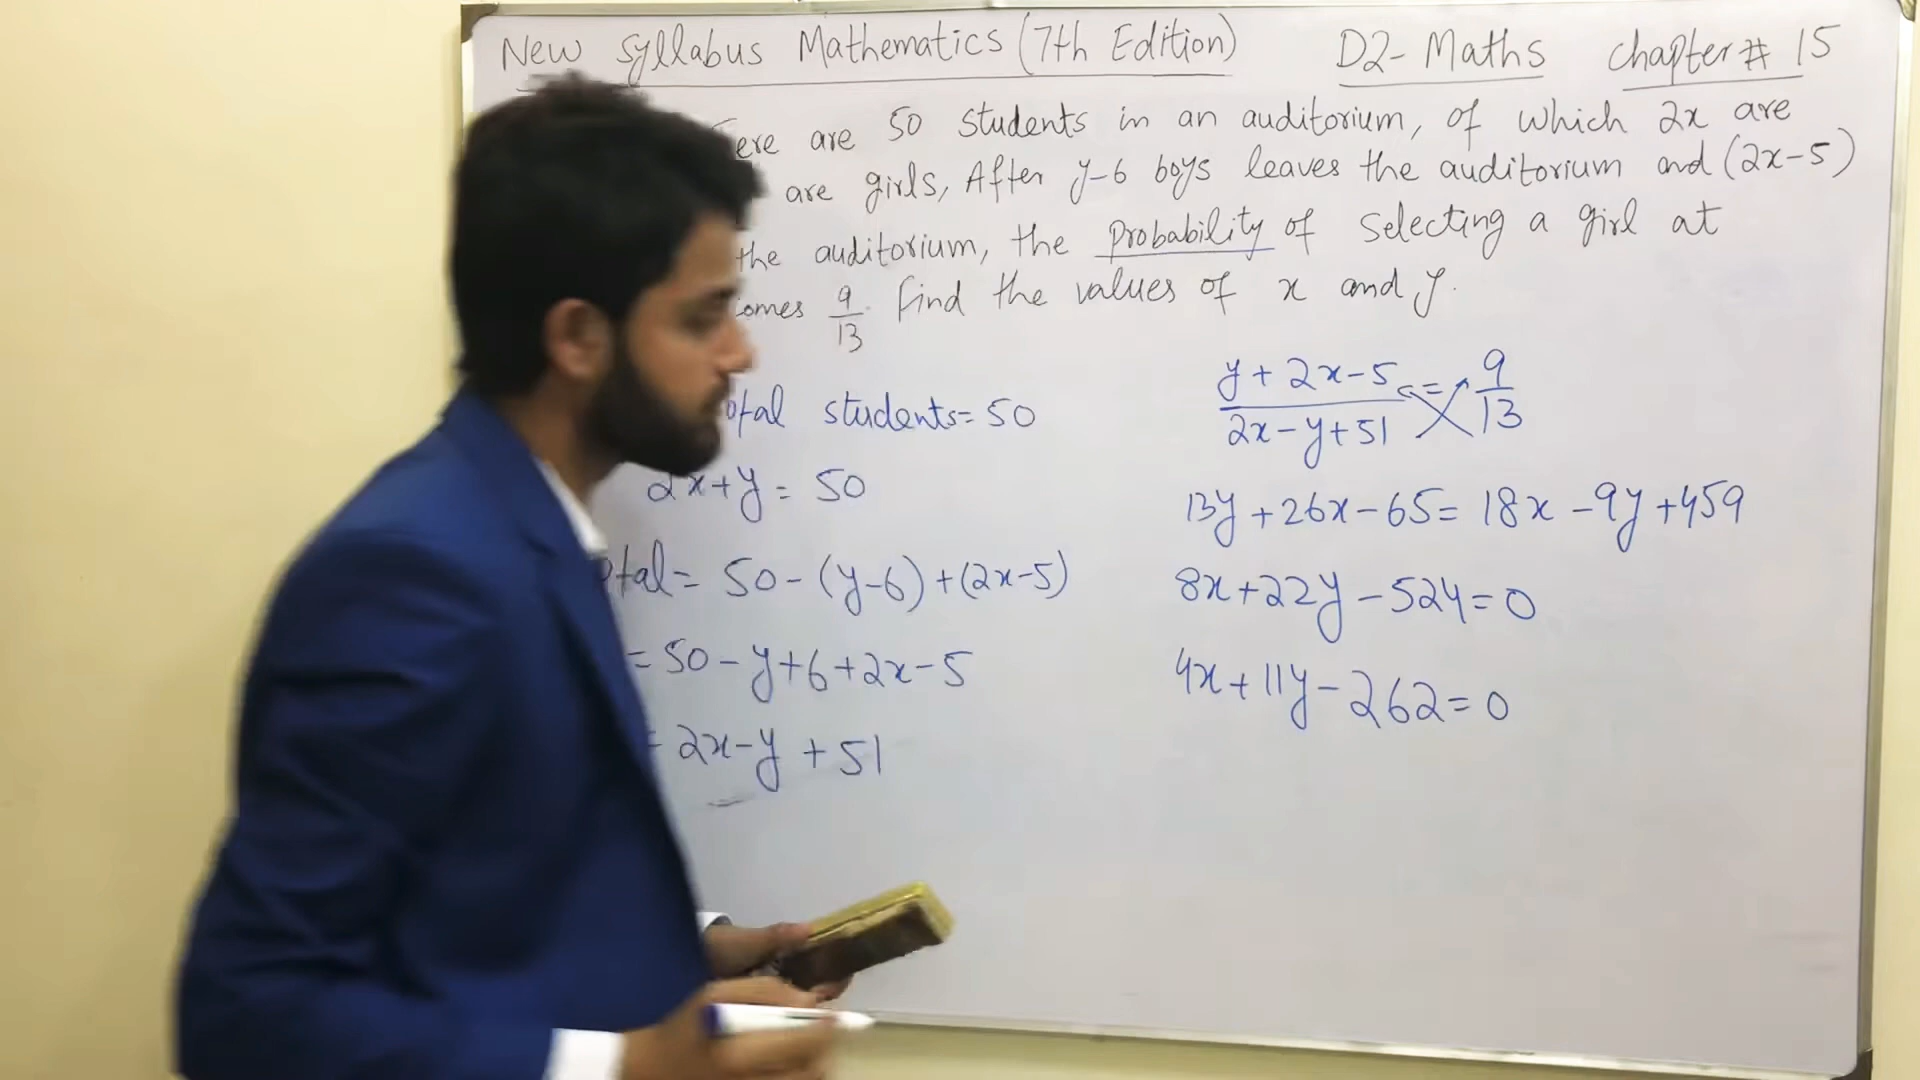 New Syllabus Mathematics (7th Edition) D2-Maths Chapter # 15
ere are 50 students in an auditorium, of which 2x are
are girls, After y-6 boys leaves the auditorium and (2x-5)
the auditorium, the Probability of Selecting a girl at
comes 9/13. find the values of x and y.
otal students = 50
2x+y = 50
otal = 50-(y-6)+(2x-5)
= 50-y+6+2x-5
= 2x-y+51
y+2x-5 / 2x-y+51 = 9/13
13y+26x-65 = 18x-9y+459
8x+22y-524=0
4x+11y-262=0